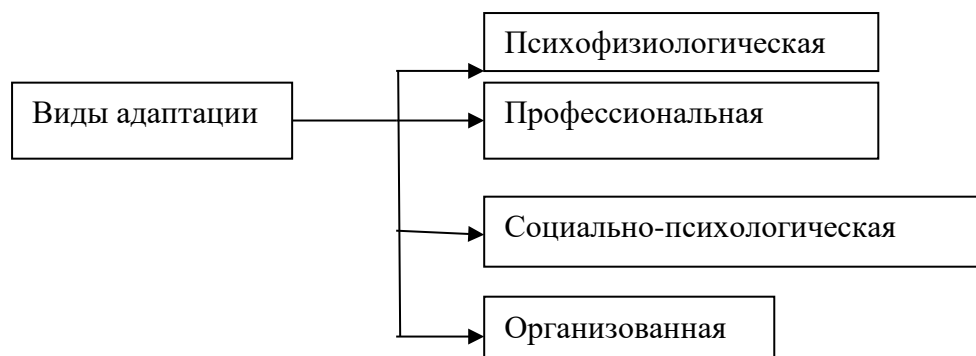 Психофизиологическая
Виды адаптации
Профессиональная
Социально-психологическая
Организованная